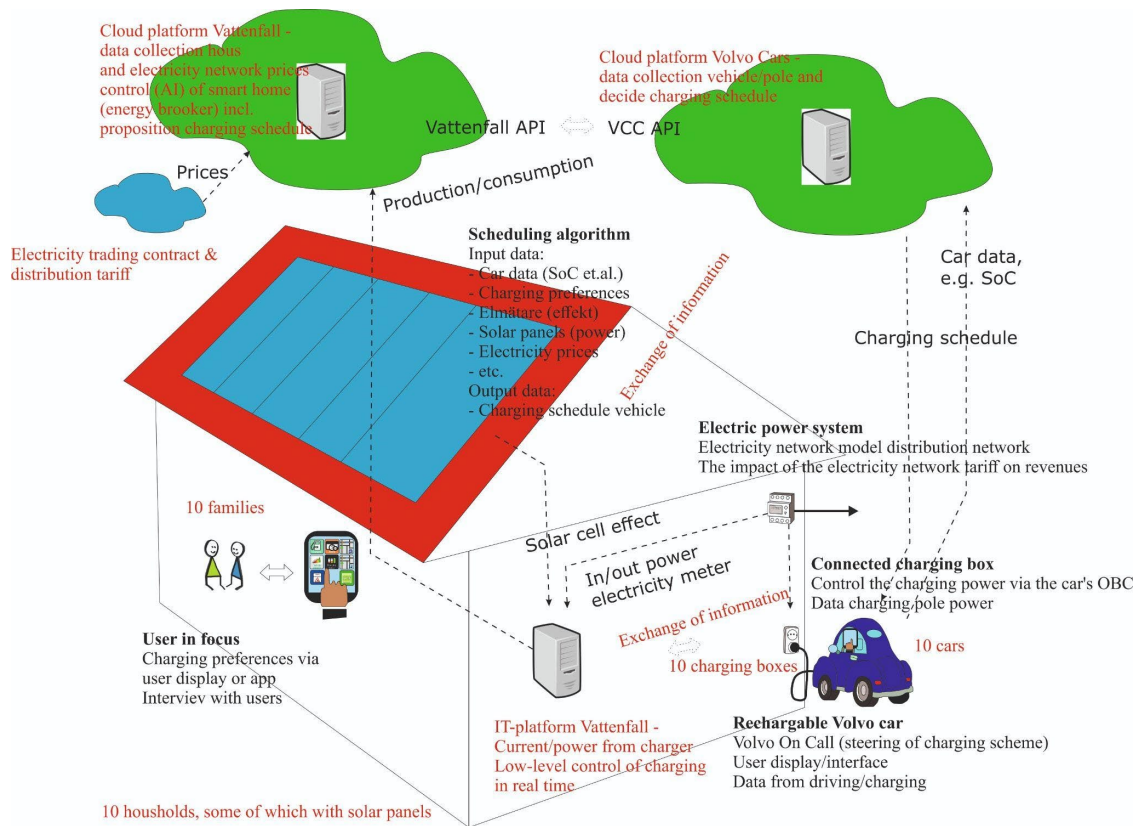 Cloud platform Vattenfall -
data collection hous
and electricity network prices
control (AI) of smart home
(energy brooker) incl.
proposition charging schedule
Cloud platform Volvo Cars -
data collection vehicle/pole and
decide charging schedule
Vattenfall API
VCC API
Prices
Production/consumption
Electricity trading contract &
distribution tariff
Scheduling algorithm
Input data:
- Car data (SoC et.al.)
- Charging preferences
- Elmätare (effekt)
- Solar panels (power)
- Electricity prices
- etc.
Output data:
- Charging schedule vehicle
Exchange of information
Car data,
e.g. SoC
Charging schedule
Electric power system
Electricity network model distribution network
The impact of the electricity network tariff on revenues
10 families
Solar cell effect
In/out power
electricity meter
Connected charging box
Control the charging power via the car's OBC
Data charging pole power
Exchange of information
10 charging boxes
10 cars
User in focus
Charging preferences via
user display or app
Interviev with users
IT-platform Vattenfall -
Current/power from charger
Low-level control of charging
in real time
Reehargable Volvo car
Volvo On Call (steering of charging scheme)
User display/interface
Data from driving/charging
10 housholds, some of which with solar panels